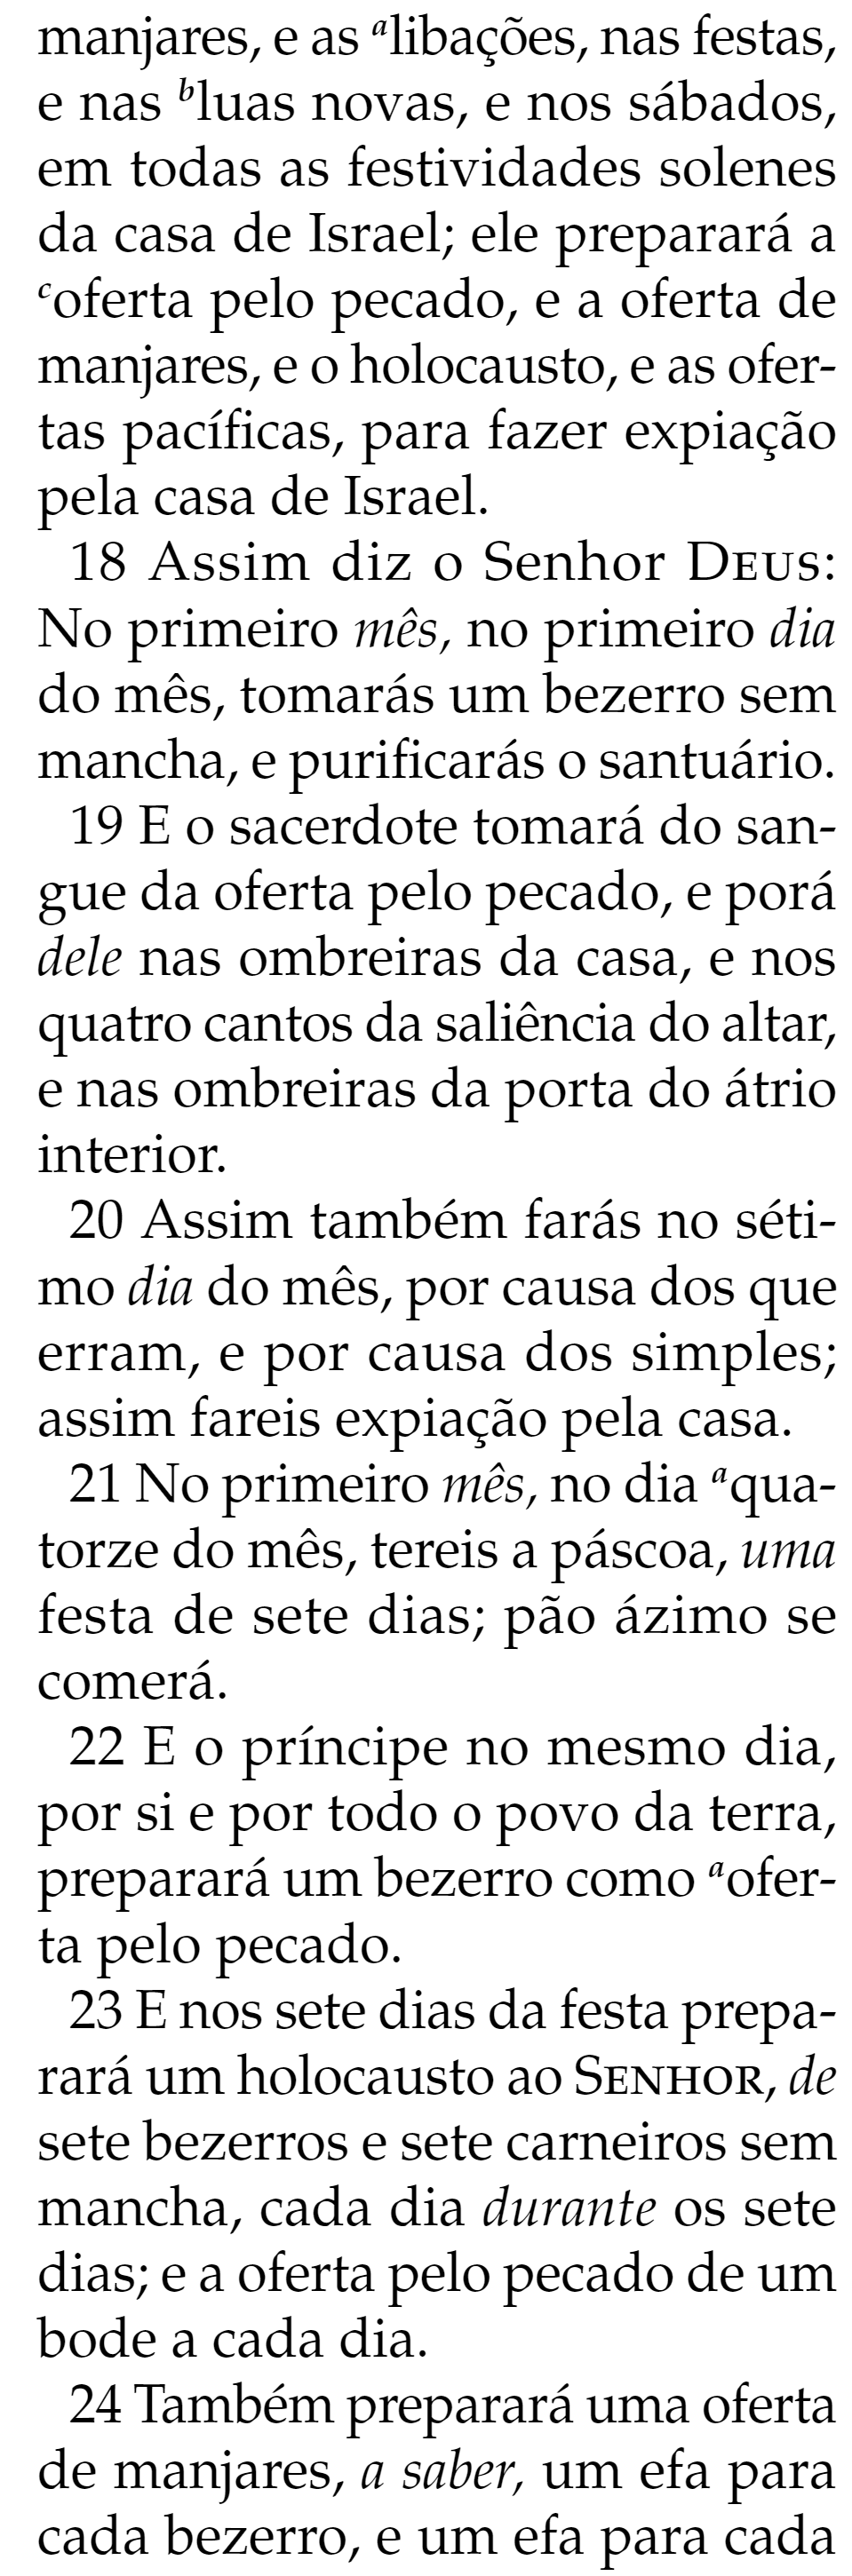 manjares, e as alibações, nas festas,
e nas bluas novas, e nos sábados,
em todas as festividades solenes
da casa de Israel; ele preparará a
coferta pelo pecado, e a oferta de
manjares, e o holocausto, e as ofer-
tas pacíficas, para fazer expiação
pela casa de Israel.
18 Assim diz o Senhor DEUS:
No primeiro mês, no primeiro dia
do mês, tomarás um bezerro sem
mancha, e purificarás o santuário.
19 E o sacerdote tomará do san-
gue da oferta pelo pecado, e porá
dele nas ombreiras da casa, e nos
quatro cantos da saliência do altar,
e nas ombreiras da porta do átrio
interior.
20 Assim também farás no séti-
mo dia do mês, por causa dos que
erram, e por causa dos simples;
assim fareis expiação pela casa.
21 No primeiro mês, no dia aqua-
torze do mês, tereis a páscoa, uma
festa de sete dias; pão ázimo se
comerá.
22 E o príncipe no mesmo dia,
por si e por todo o povo da terra,
preparará um bezerro como aofer-
ta pelo pecado.
23 E nos sete dias da festa prepa-
rará um holocausto ao SENHOR, de
sete bezerros e sete carneiros sem
mancha, cada dia durante os sete
dias; e a oferta pelo pecado de um
bode a cada dia.
24 Também preparará uma oferta
de manjares, a saber, um efa para
cada bezerro, e um efa para cada